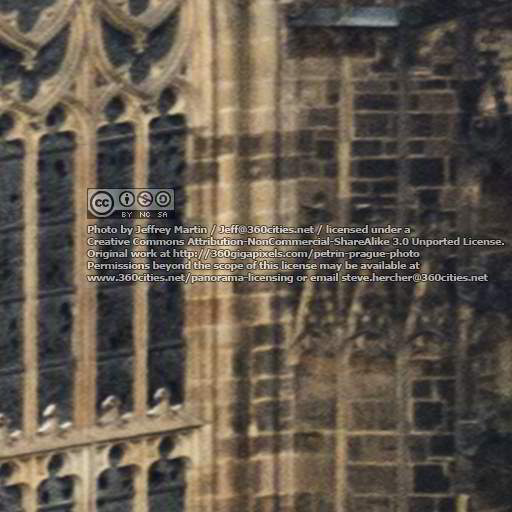 cc BY NC SA
Photo by Jeffrey Martin / Jeff@360cities.net / licensed under a
Creative Commons Attribution-NonCommercial-ShareAlike 3.0 Unported License.
Original work at http://360gigapixels.com/petrin-prague-photo
Permissions beyond the scope of this license may be available at
www.360cities.net/panorama-licensing or email steve.hercher@360cities.net